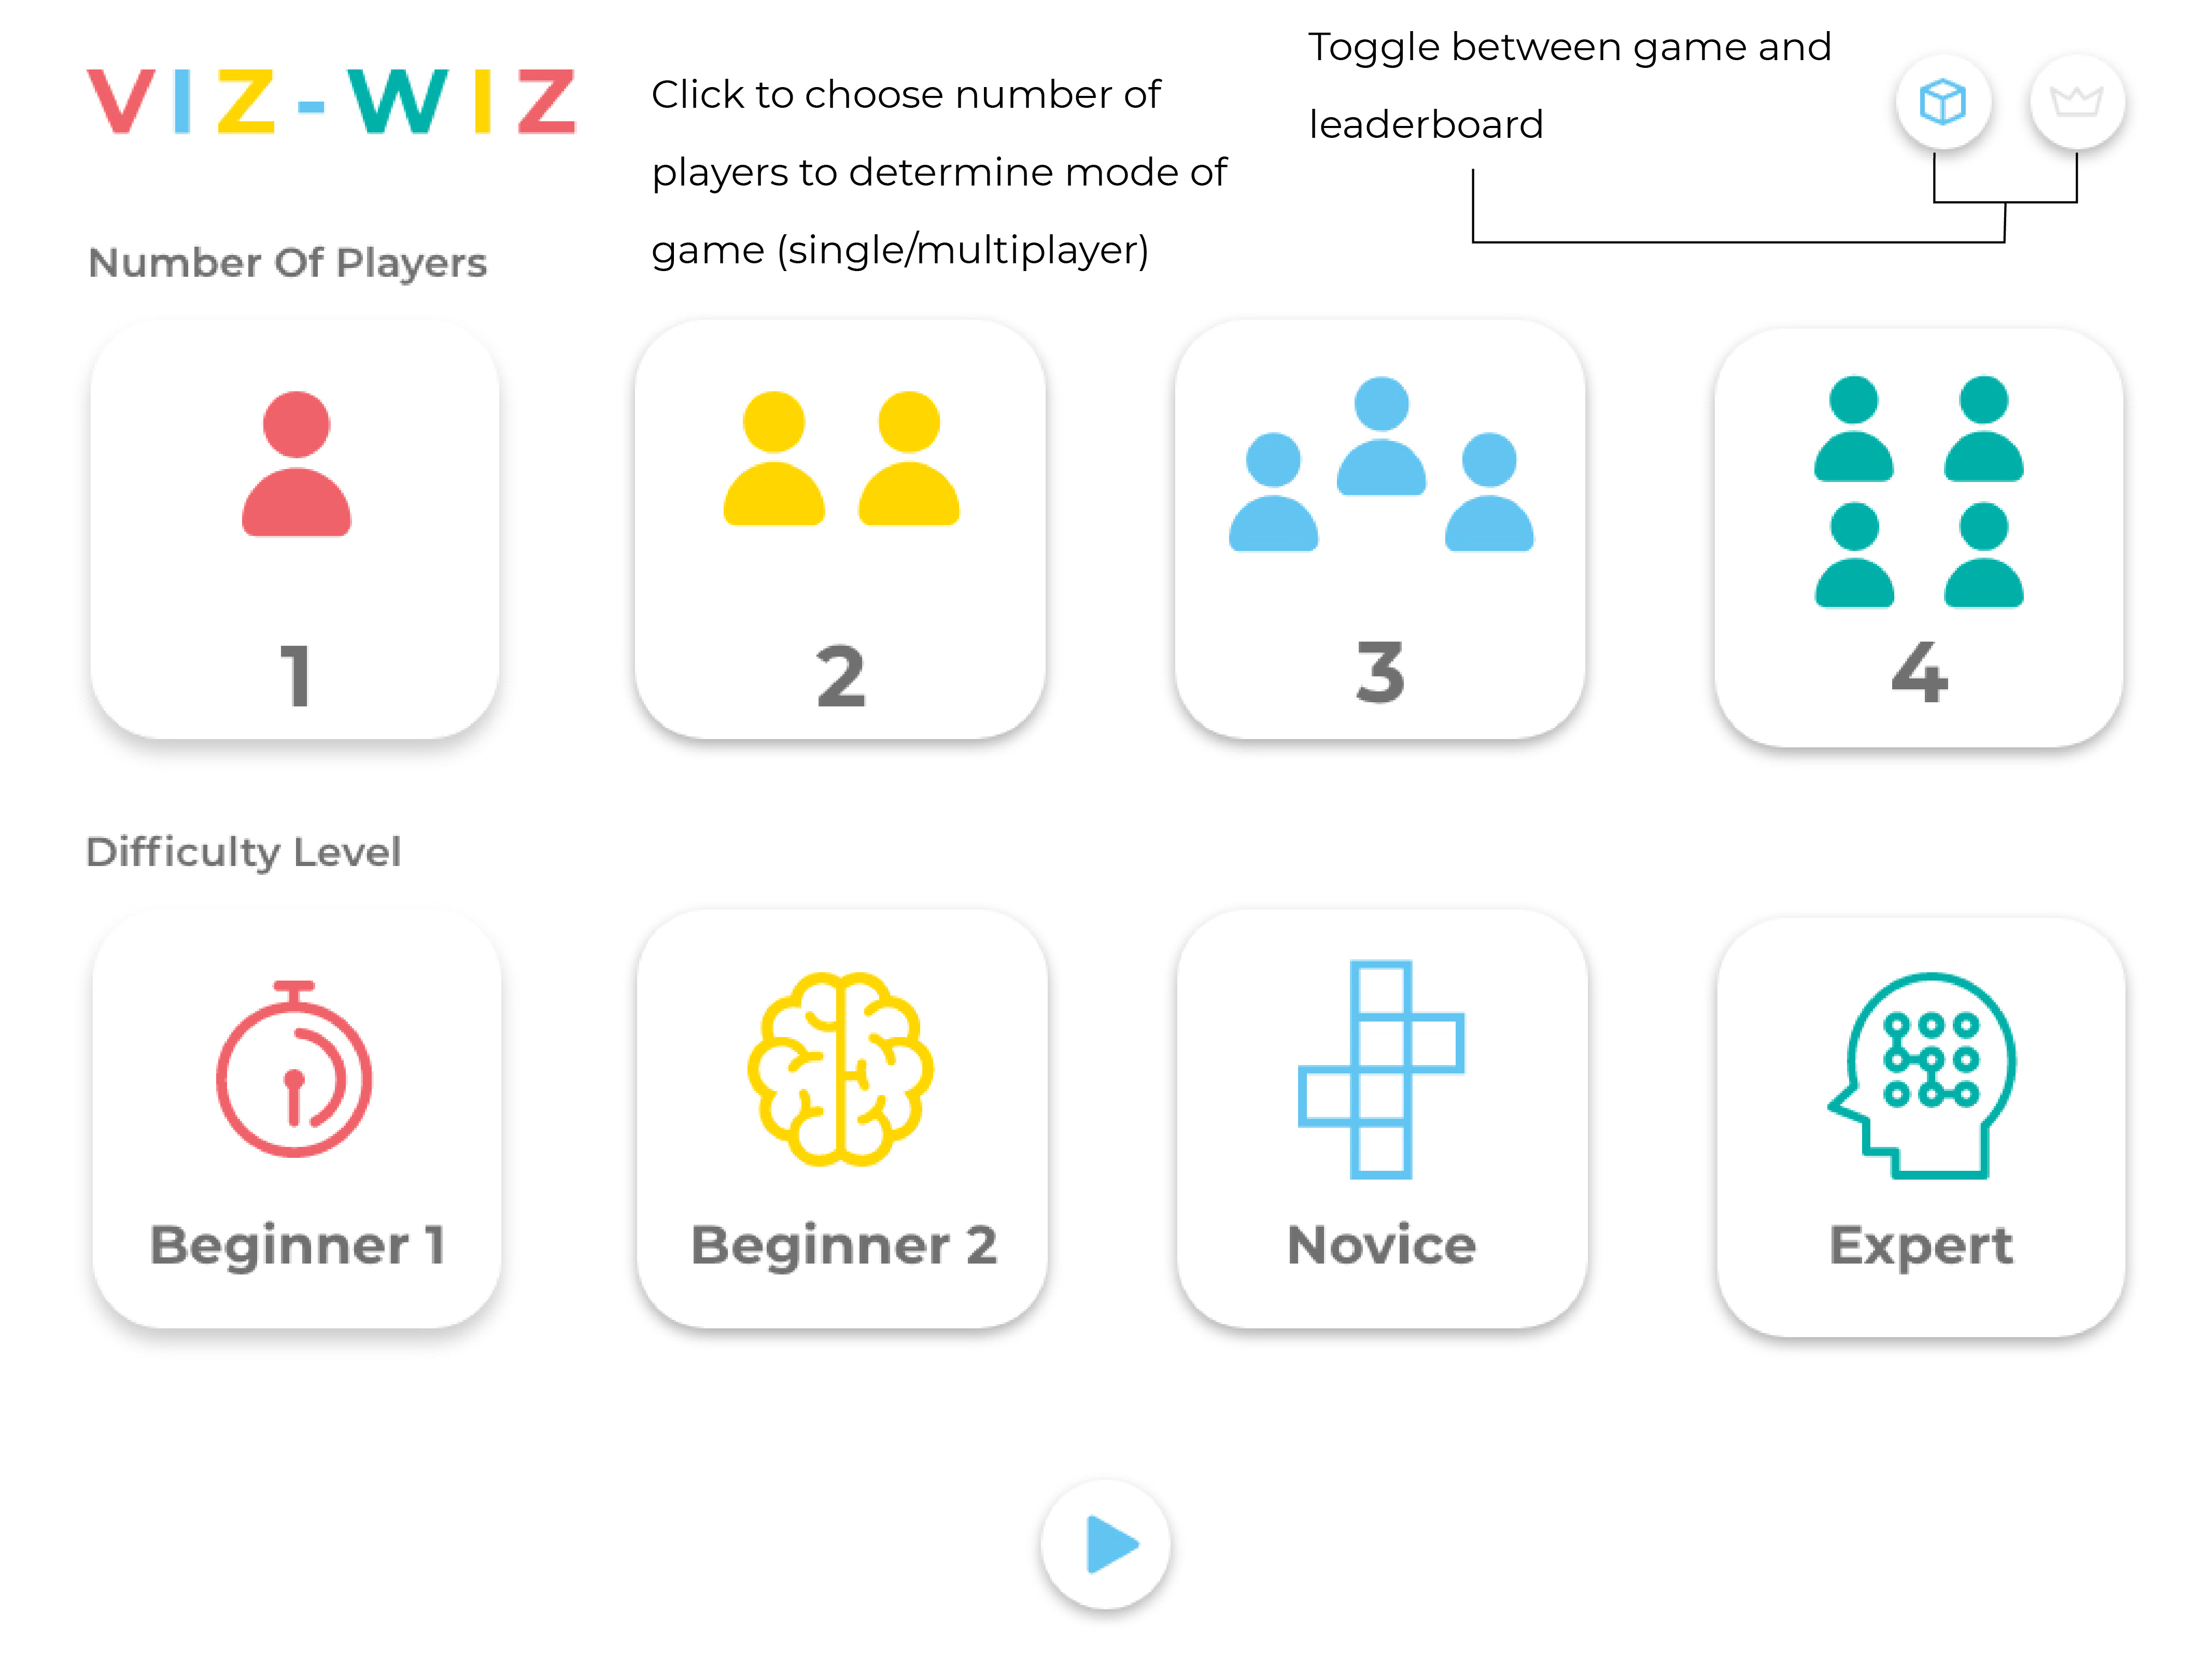 VIZ-WIZ
Click to choose number of
players to determine mode of
game (single/multiplayer)
Toggle between game and
leaderboard
Number Of Players
1
2
3
4
Difficulty Level
Beginner 1
Beginner 2
Novice
Expert